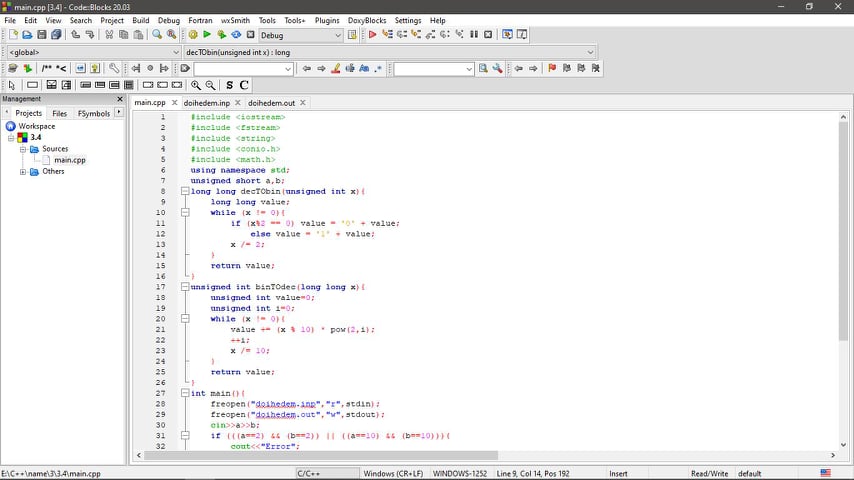 main.cpp [3.4] - Code::Blocks 20.03
File Edit View Search Project Build Debug Fortran wxSmith Tools Tools+ Plugins DoxyBlocks Settings Help
Debug
<global> decTObin(unsigned int x) : long
/** *<
S C
Management
Projects Files FSymbols
Workspace
3.4
Sources
main.cpp
Others
main.cpp doihedem.inp doihedem.out
1 #include <iostream>
2 #include <fstream>
3 #include <string>
4 #include <conio.h>
5 #include <math.h>
6 using namespace std;
7 unsigned short a,b;
8 long long decTObin(unsigned int x){
9 long long value;
10 while (x != 0){
11 if (x%2 == 0) value = '0' + value;
12 else value = '1' + value;
13 x /= 2;
14 }
15 return value;
16 }
17 unsigned int binTOdec(long long x){
18 unsigned int value=0;
19 unsigned int i=0;
20 while (x != 0){
21 value += (x % 10) * pow(2,i);
22 ++i;
23 x /= 10;
24 }
25 return value;
26 }
27 int main(){
28 freopen("doihedem.inp","r",stdin);
29 freopen("doihedem.out","w",stdout);
30 cin>>a>>b;
31 if (((a==2) && (b==2)) || ((a==10) && (b==10))){
32 cout<<"Error";
E:\C++\name\3\3.4\main.cpp C/C++ Windows (CR+LF) WINDOWS-1252 Line 9, Col 14, Pos 192 Insert Read/Write default